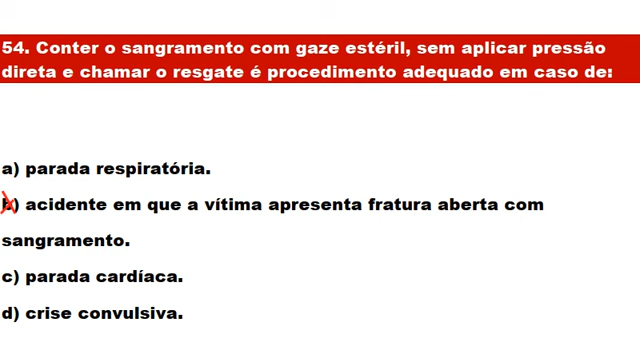 54. Conter o sangramento com gaze estéril, sem aplicar pressão
direta e chamar o resgate é procedimento adequado em caso de:
a) parada respiratória.
b) acidente em que a vítima apresenta fratura aberta com
sangramento.
c) parada cardíaca.
d) crise convulsiva.